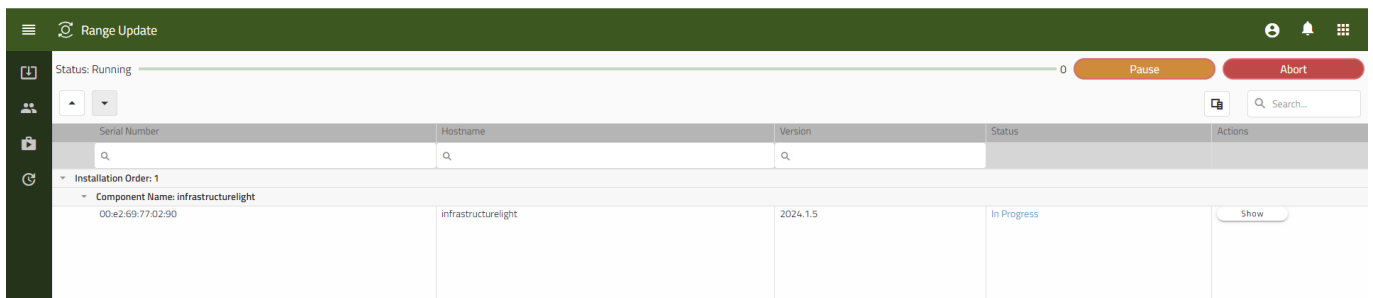 Range Update
Status: Running 0 Pause Abort
Search...
Serial Number Hostname Version Status Actions
Installation Order: 1
Component Name: infrastructurelight
00:e2:69:77:02:90 infrastructurelight 2024.1.5 In Progress Show